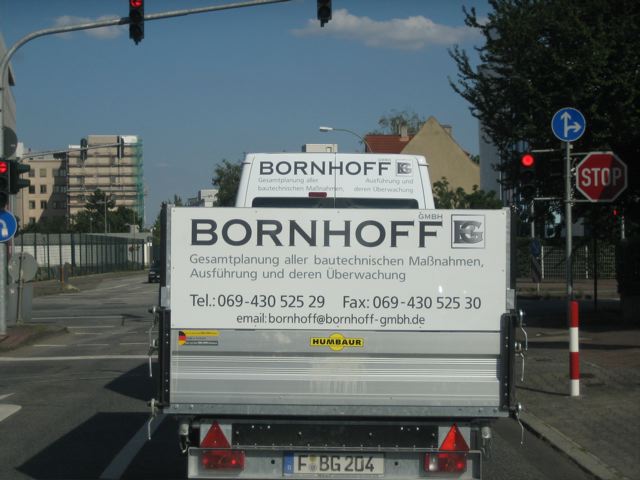 BORNHOFF
GMBH
Gesamtplanung aller
bautechnischen Maßnahmen,
Ausführung und
deren Überwachung
STOP
BORNHOFF
GMBH
Gesamtplanung aller bautechnischen Maßnahmen,
Ausführung und deren Überwachung
Tel.: 069-430 525 29 Fax: 069-430 525 30
email: bornhoff@bornhoff-gmbh.de
HUMBAUR
F BG 204